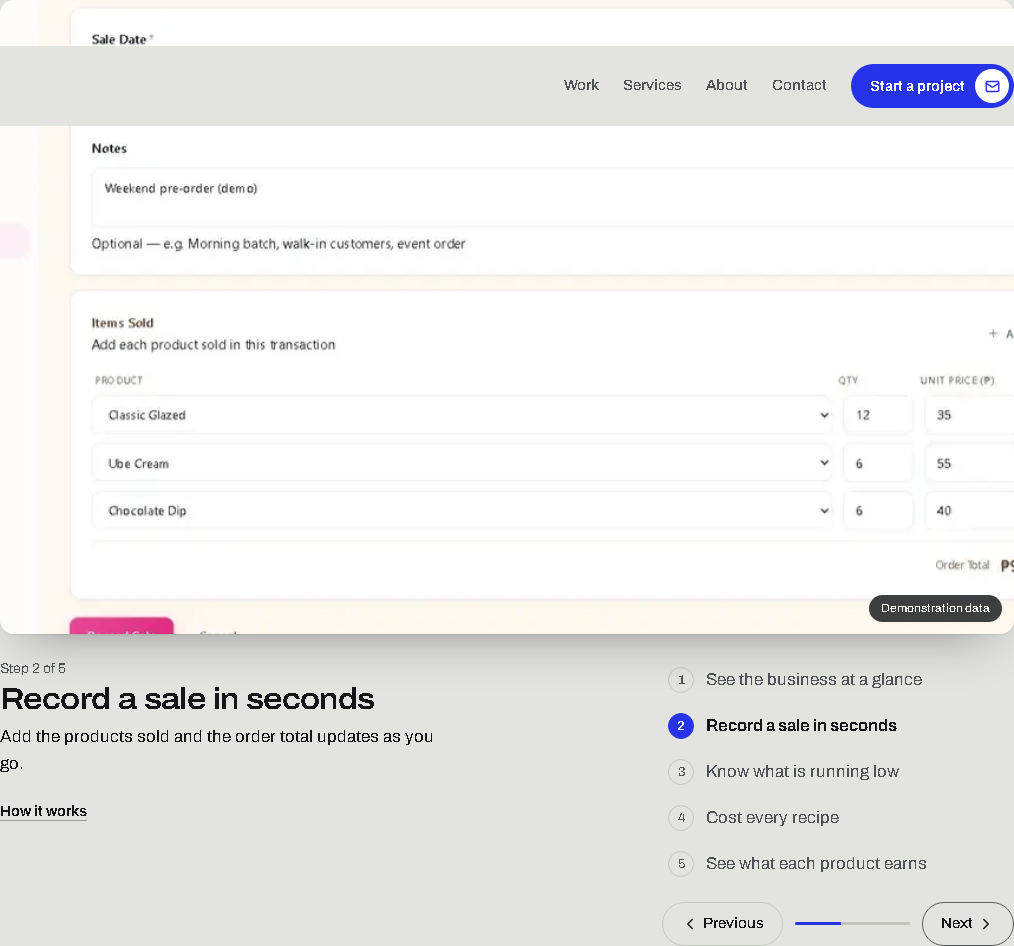 Sale Date *
Work
Services
About
Contact
Start a project
Notes
Weekend pre-order (demo)
Optional — e.g. Morning batch, walk-in customers, event order
Items Sold
Add each product sold in this transaction
+ A
PRODUCT
QTY
UNIT PRICE (₱)
Classic Glazed
12
35
Ube Cream
6
55
Chocolate Dip
6
40
Order Total
Demonstration data
Step 2 of 5
Record a sale in seconds
Add the products sold and the order total updates as you
go.
How it works
1 See the business at a glance
2 Record a sale in seconds
3 Know what is running low
4 Cost every recipe
5 See what each product earns
Previous
Next